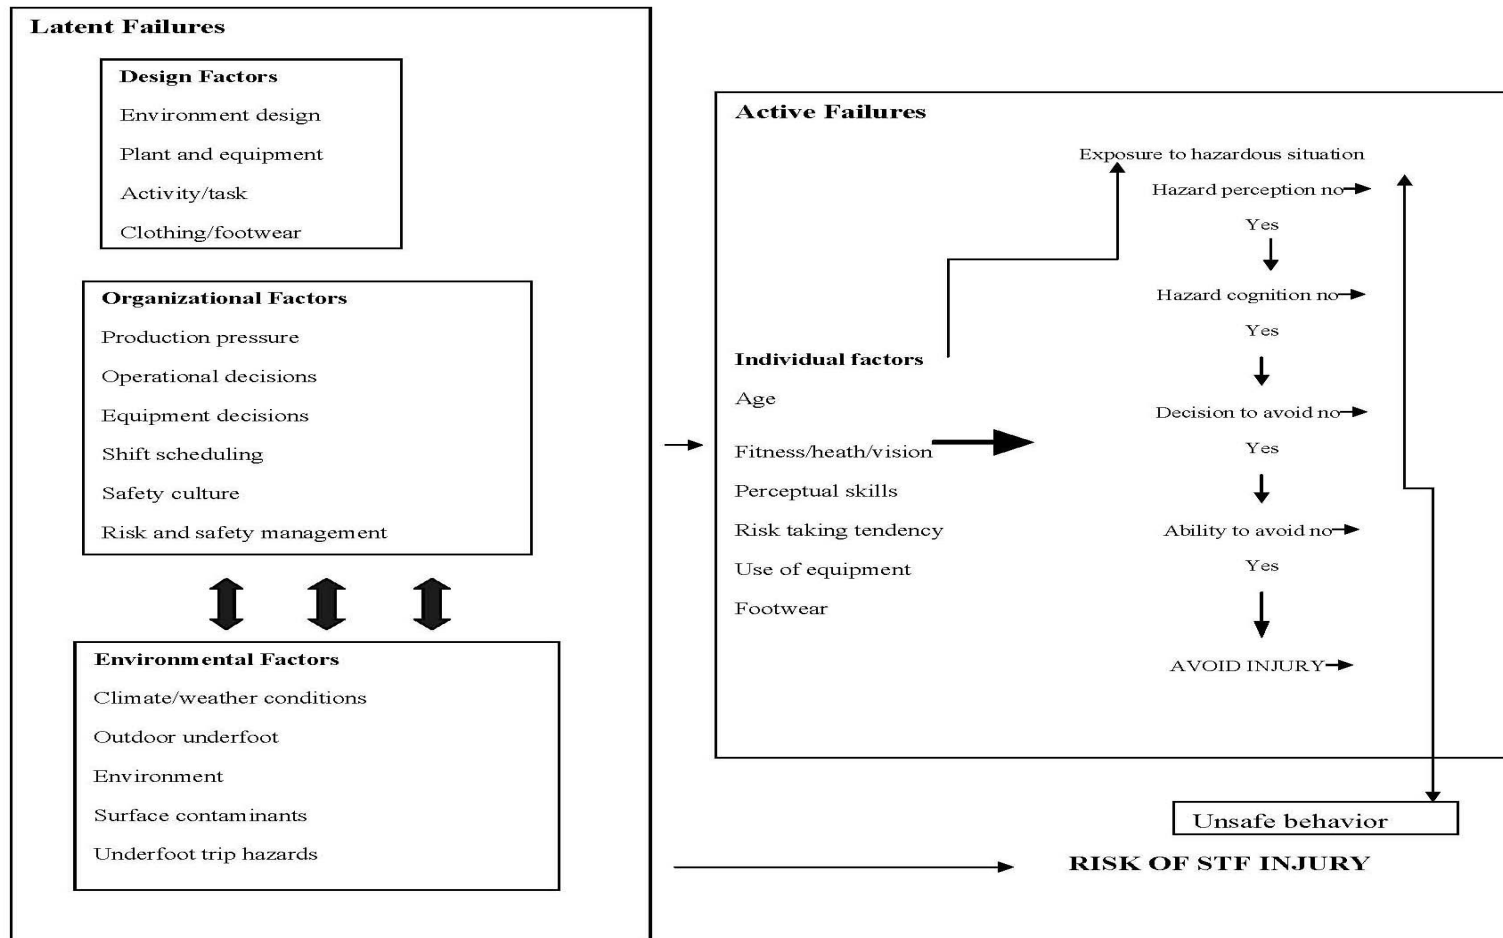 Latent Failures
Design Factors
Environment design
Plant and equipment
Activity/task
Clothing/footwear
Organizational Factors
Production pressure
Operational decisions
Equipment decisions
Shift scheduling
Safety culture
Risk and safety management
Environmental Factors
Climate/weather conditions
Outdoor underfoot
Environment
Surface contaminants
Underfoot trip hazards
Active Failures
Individual factors
Age
Fitness/heath/vision
Perceptual skills
Risk taking tendency
Use of equipment
Footwear
Exposure to hazardous situation
Hazard perception no
Yes
Hazard cognition no
Yes
Decision to avoid no
Yes
Ability to avoid no
Yes
AVOID INJURY
Unsafe behavior
RISK OF STF INJURY